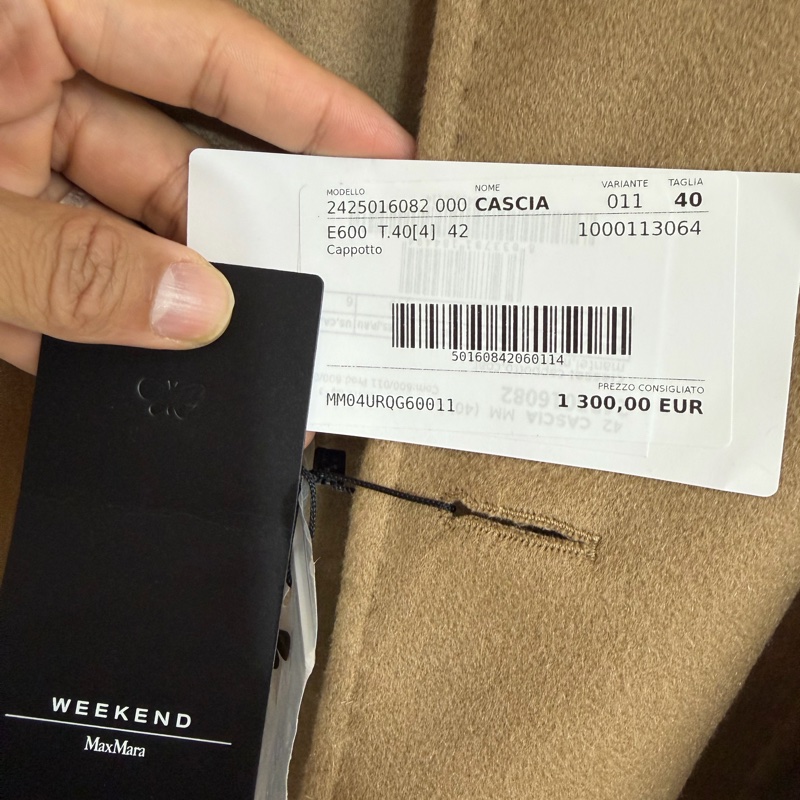 MODELLO NOME VARIANTE TAGLIA
2425016082 000 CASCIA 011 40
E600 T.40[4] 42 1000113064
Cappotto
50160842060114
PREZZO CONSIGLIATO
MM04URQG60011 1 300,00 EUR
WEEKEND
MaxMara